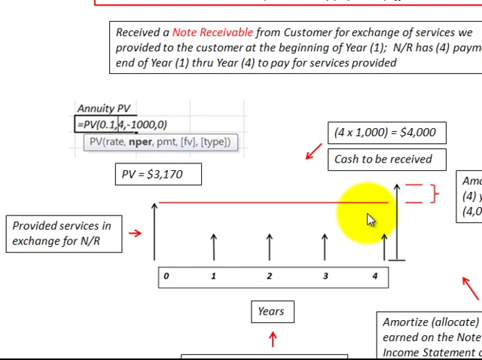 Received a Note Receivable from Customer for exchange of services we
provided to the customer at the beginning of Year (1); N/R has (4) paym
end of Year (1) thru Year (4) to pay for services provided
Annuity PV
=PV(0.1,4,-1000,0)
PV(rate, nper, pmt, [fv], [type])
(4 x 1,000) = $4,000
Cash to be received
PV = $3,170
Amo
(4) y
(4,0
Provided services in
exchange for N/R
0 1 2 3 4
Years
Amortize (allocate)
earned on the Note
Income Statement a